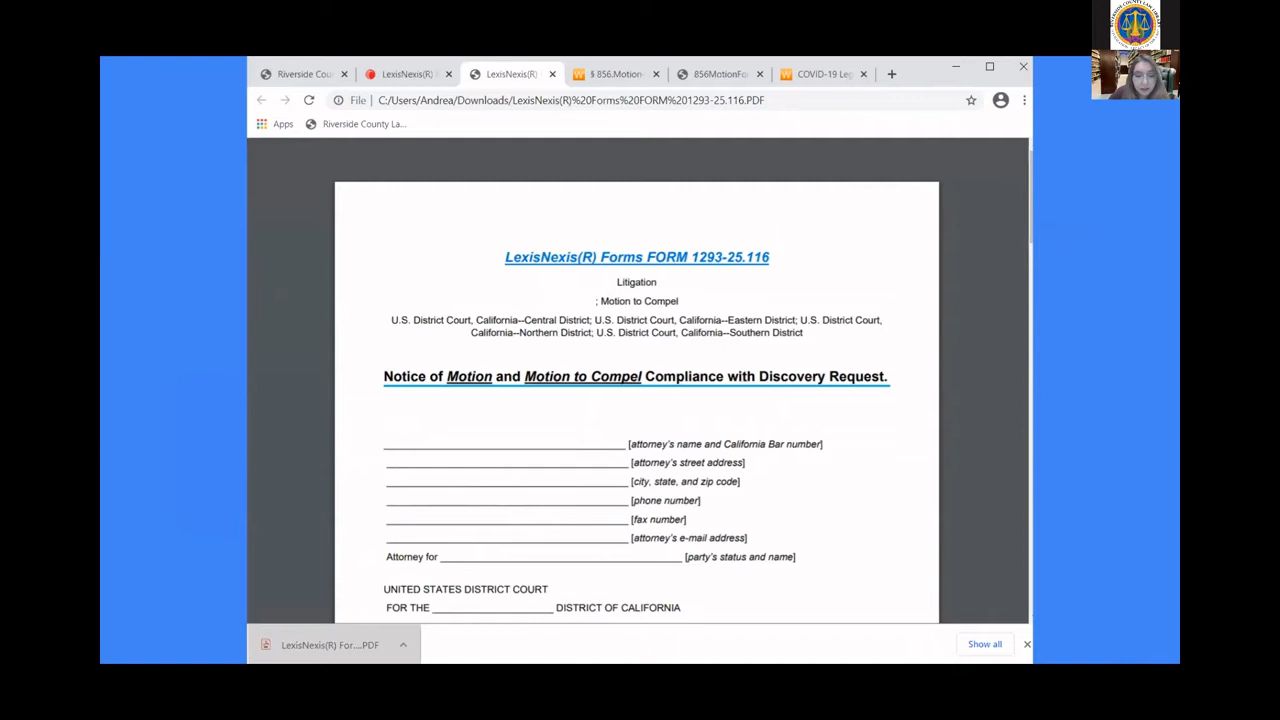 Riverside Cou
LexisNexis(R)
LexisNexis(R)
§ 856.Motion
856MotionFo
COVID-19 Leg
File
C:/Users/Andrea/Downloads/LexisNexis(R)%20Forms%20FORM%201293-25.116.PDF
Apps
Riverside County La...
LexisNexis(R) Forms FORM 1293-25.116
Litigation
; Motion to Compel
U.S. District Court, California--Central District; U.S. District Court, California--Eastern District; U.S. District Court,
California--Northern District; U.S. District Court, California--Southern District
Notice of Motion and Motion to Compel Compliance with Discovery Request.
[attorney's name and California Bar number]
[attorney's street address]
[city, state, and zip code]
[phone number]
[fax number]
[attorney's e-mail address]
Attorney for ________ [party's status and name]
UNITED STATES DISTRICT COURT
FOR THE ________ DISTRICT OF CALIFORNIA
LexisNexis(R) For....PDF
Show all